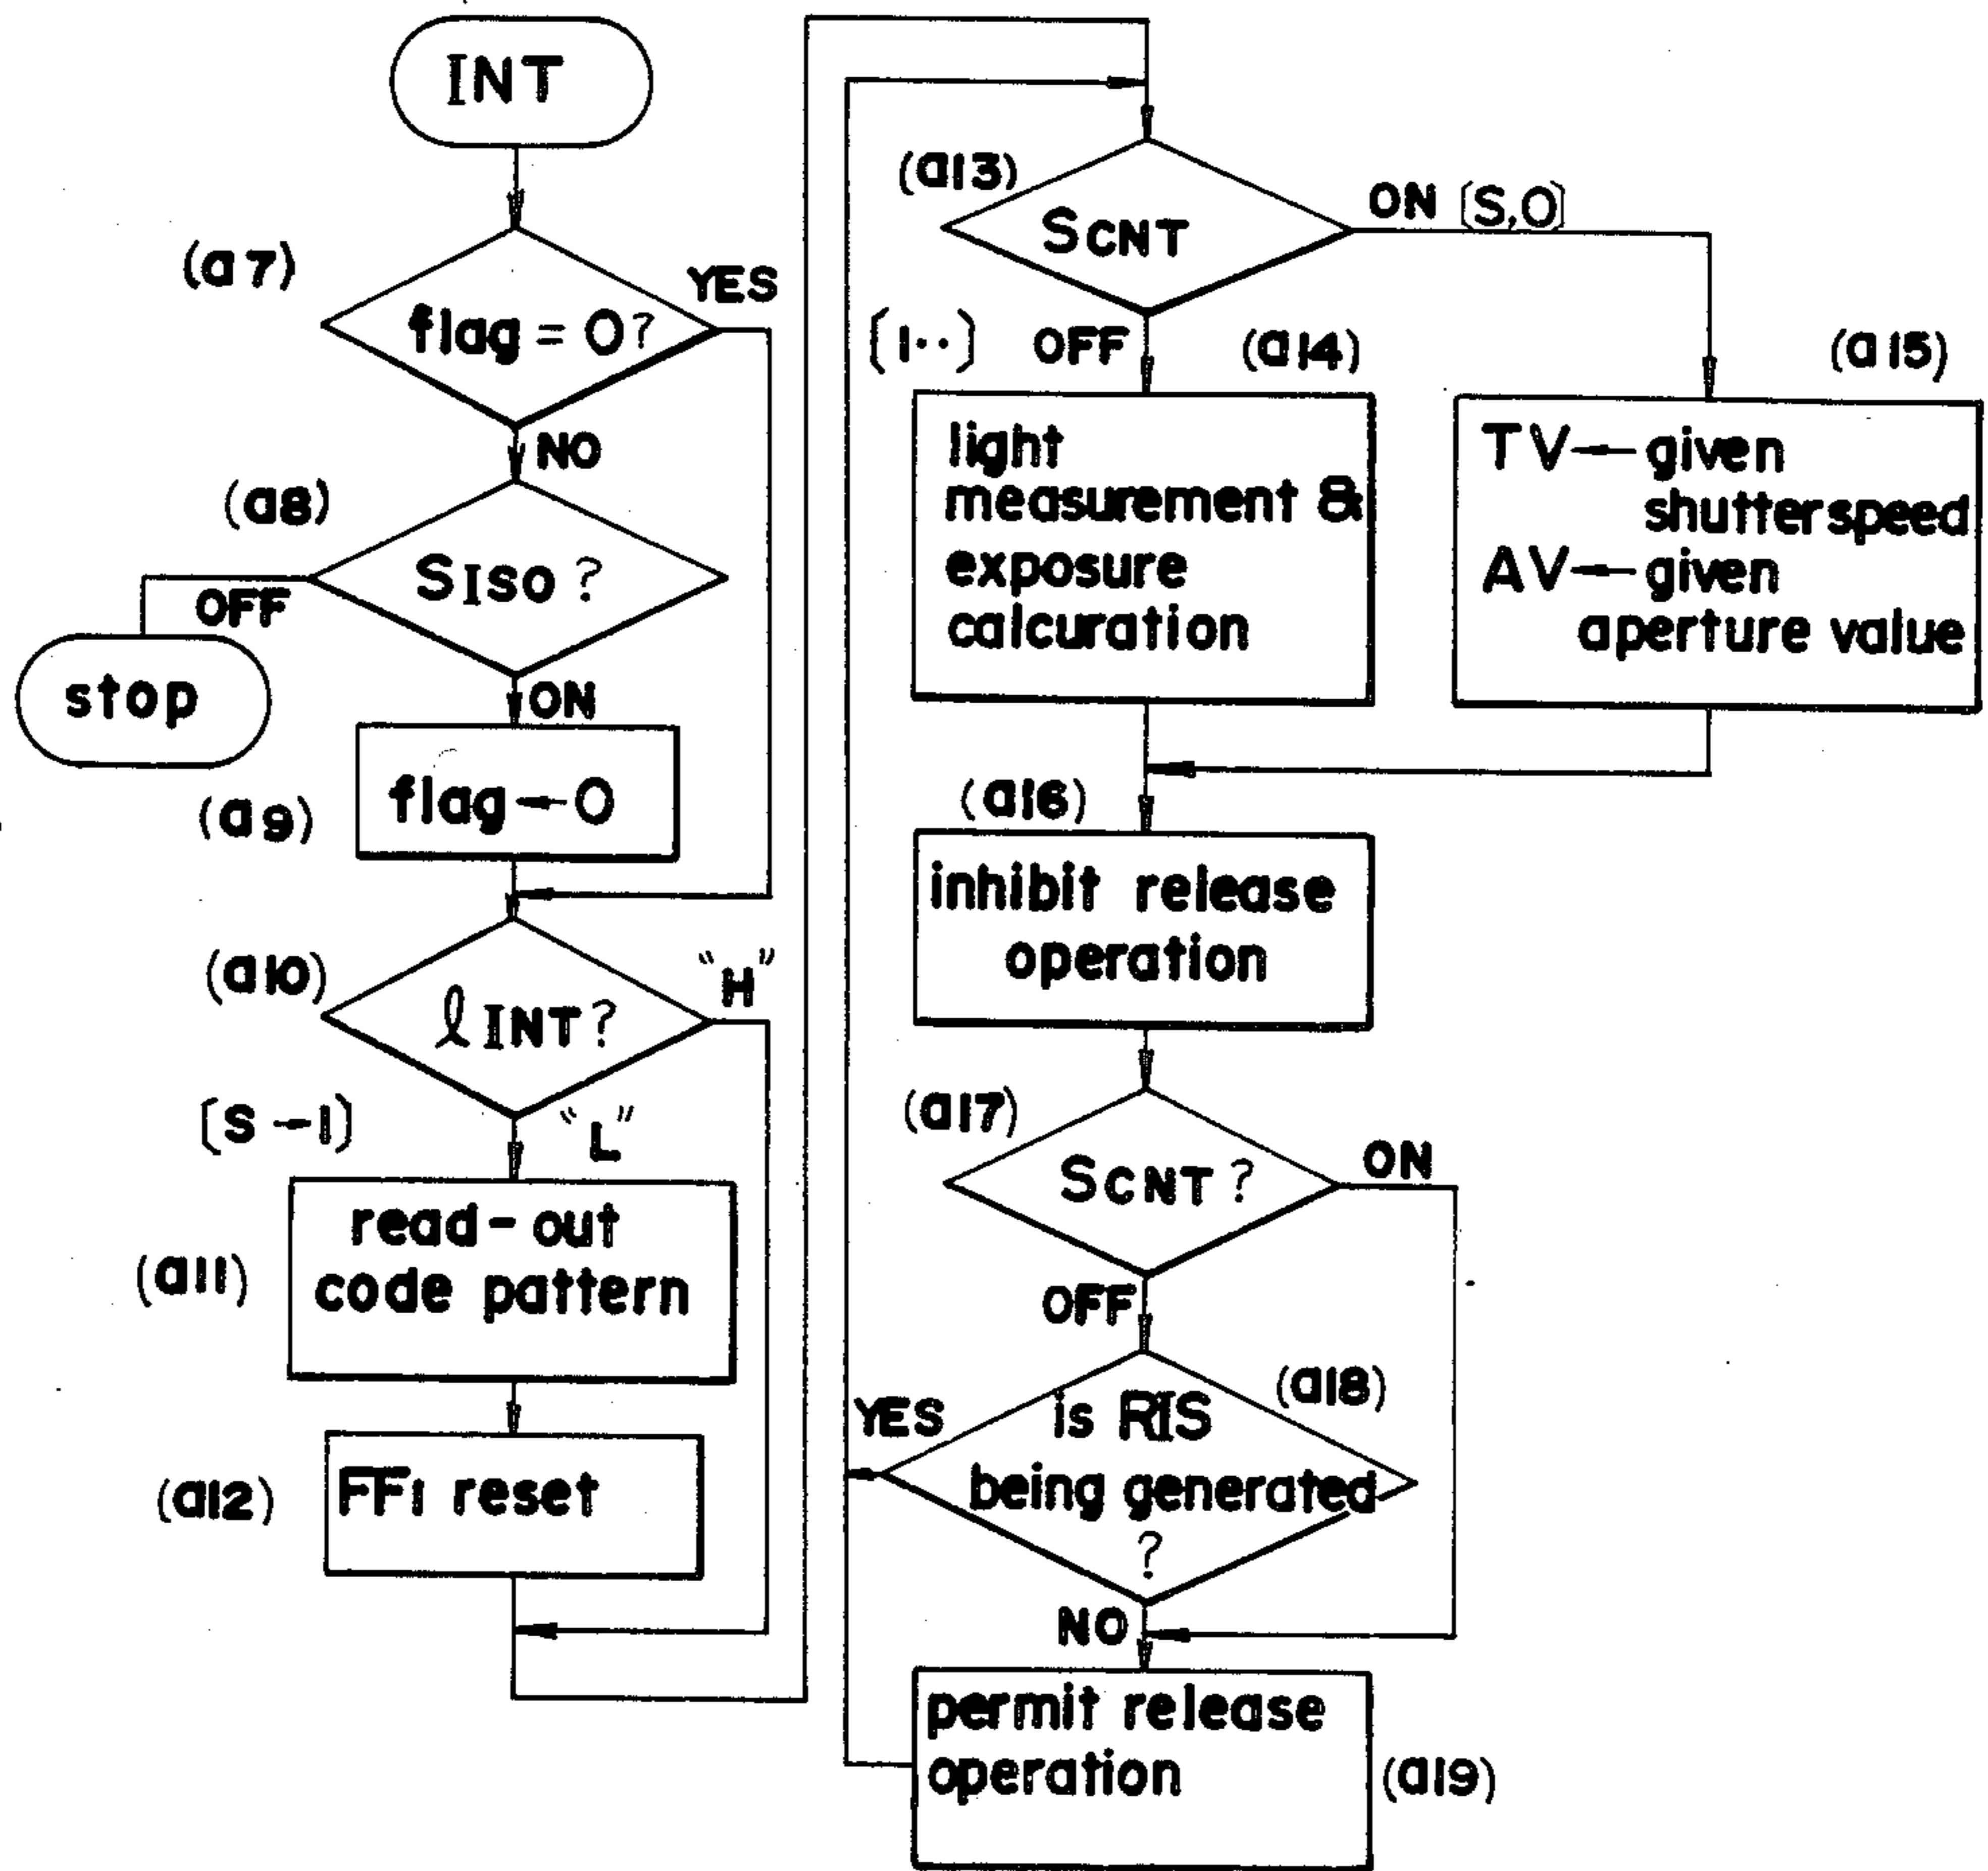 INT
(a7)
flag = 0?
YES
NO
(a8)
SISO ?
OFF
stop
ON
(a9)
flag ← 0
(a10)
ℓINT?
"H"
[S-1]
"L"
(a11)
read-out
code pattern
(a12)
FF1 reset
(a13)
SCNT
ON [S,O]
[1··]
OFF
(a14)
light
measurement &
exposure
calcuration
(a15)
TV ← given
shutterspeed
AV ← given
aperture value
(a16)
inhibit release
operation
(a17)
SCNT ?
ON
OFF
(a18)
is RIS
being generated
?
YES
NO
permit release
operation
(a19)